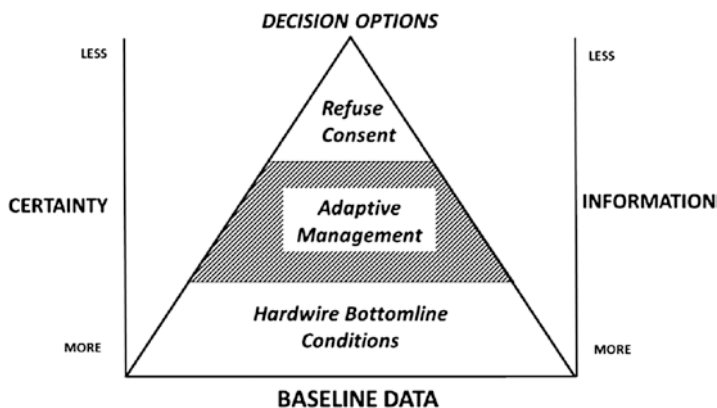 DECISION OPTIONS
LESS
LESS
Refuse
Consent
CERTAINTY
Adaptive
Management
INFORMATION
Hardwire Bottomline
Conditions
MORE
MORE
BASELINE DATA